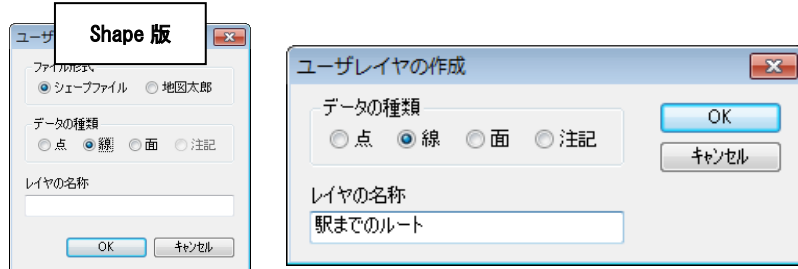 ユーザ
Shape 版
ファイル形式
シェープファイル 地図太郎
データの種類
点 線 面 注記
レイヤの名称
OK キャンセル
ユーザレイヤの作成
データの種類
点 線 面 注記
レイヤの名称
駅までのルート
OK
キャンセル